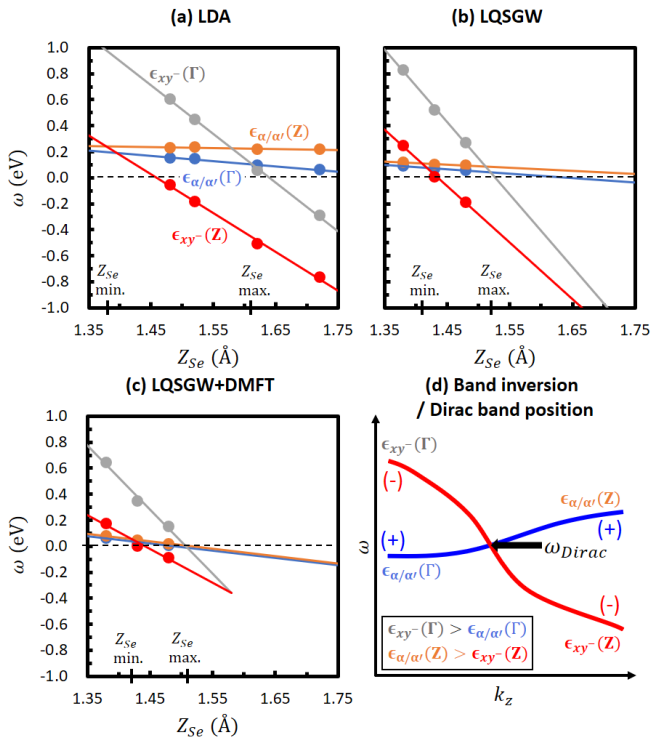 (a) LDA
1.0
0.8
0.6
0.4
0.2
0.0
-0.2
-0.4
-0.6
-0.8
-1.0
ω (eV)
ϵxy⁻(Γ)
ϵα/α′(Z)
ϵα/α′(Γ)
ϵxy⁻(Z)
ZSe
min.
ZSe
max.
1.35 1.45 1.55 1.65 1.75
ZSe (Å)
(b) LQSGW
ZSe
min.
ZSe
max.
1.35 1.45 1.55 1.65 1.75
ZSe (Å)
(c) LQSGW+DMFT
1.0
0.8
0.6
0.4
0.2
0.0
-0.2
-0.4
-0.6
-0.8
-1.0
ω (eV)
ZSe
min.
ZSe
max.
1.35 1.45 1.55 1.65 1.75
ZSe (Å)
(d) Band inversion
/ Dirac band position
ϵxy⁻(Γ)
(-)
ϵα/α′(Z)
(+)
(+)
ω
ωDirac
ϵα/α′(Γ)
(-)
ϵxy⁻(Γ) > ϵα/α′(Γ)
ϵα/α′(Z) > ϵxy⁻(Z)
ϵxy⁻(Z)
kz